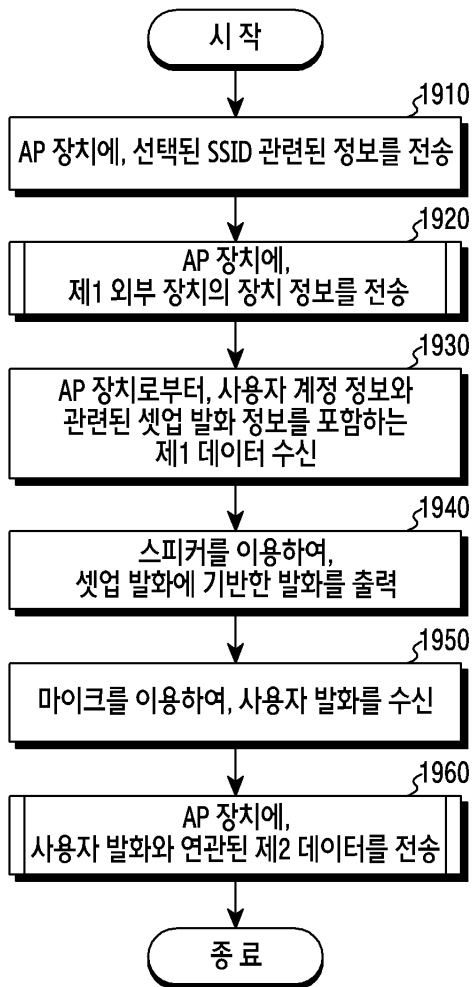 시 작
1910
AP 장치에, 선택된 SSID 관련된 정보를 전송
1920
AP 장치에,
제1 외부 장치의 장치 정보를 전송
1930
AP 장치로부터, 사용자 계정 정보와
관련된 셋업 발화 정보를 포함하는
제1 데이터 수신
1940
스피커를 이용하여,
셋업 발화에 기반한 발화를 출력
1950
마이크를 이용하여, 사용자 발화를 수신
1960
AP 장치에,
사용자 발화와 연관된 제2 데이터를 전송
종 료